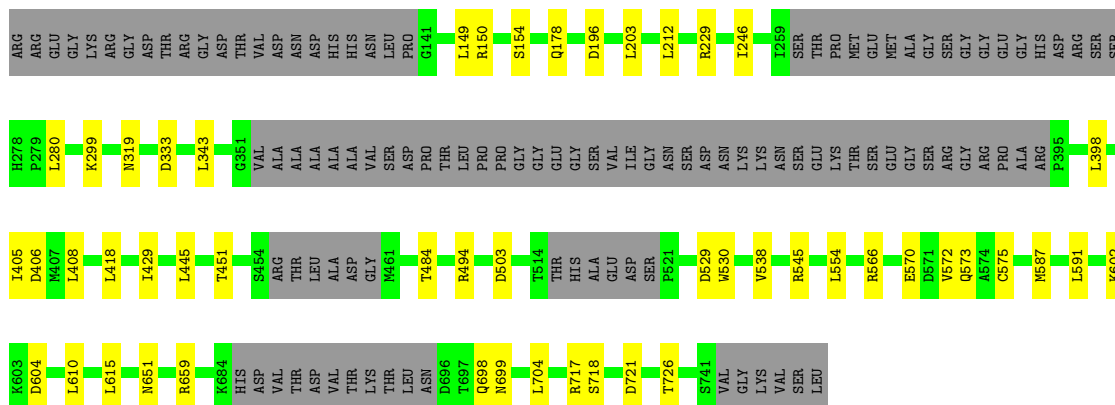 ARG ARG GLU GLY LYS ARG GLY ASP THR ARG GLY ASP THR VAL ASP ASN ASP HIS HIS ASN LEU PRO G141 L149 R150 S154 Q178 D196 L203 L212 R229 I246 I259 SER THR PRO MET GLU MET ALA GLY SER GLY GLY GLU GLY HIS ASP ARG SER SER
H278 P279 L280 K299 N319 D333 L343 G351 VAL ALA ALA ALA ALA ALA VAL SER ASP PRO THR LEU PRO PRO GLY GLY GLY SER VAL ILE GLY ASN SER ASP ASN LYS LYS ASN SER GLU LYS THR SER GLU GLY SER ARG GLY ARG PRO ALA ARG P395 L398
I405 D406 M407 L408 L418 I429 L445 T451 S454 ARG THR LEU ALA ASP GLY M461 T484 R494 D503 T514 THR HIS ALA GLU ASP SER P521 D529 W530 V538 R545 L554 R566 E570 D571 V572 Q573 A574 C575 M587 L591 K602
K603 D604 L610 L615 N651 R659 K684 HIS ASP VAL THR ASP VAL THR LYS THR LEU ASN D696 T697 Q698 N699 L704 R717 S718 D721 T726 S741 VAL GLY LYS VAL SER LEU